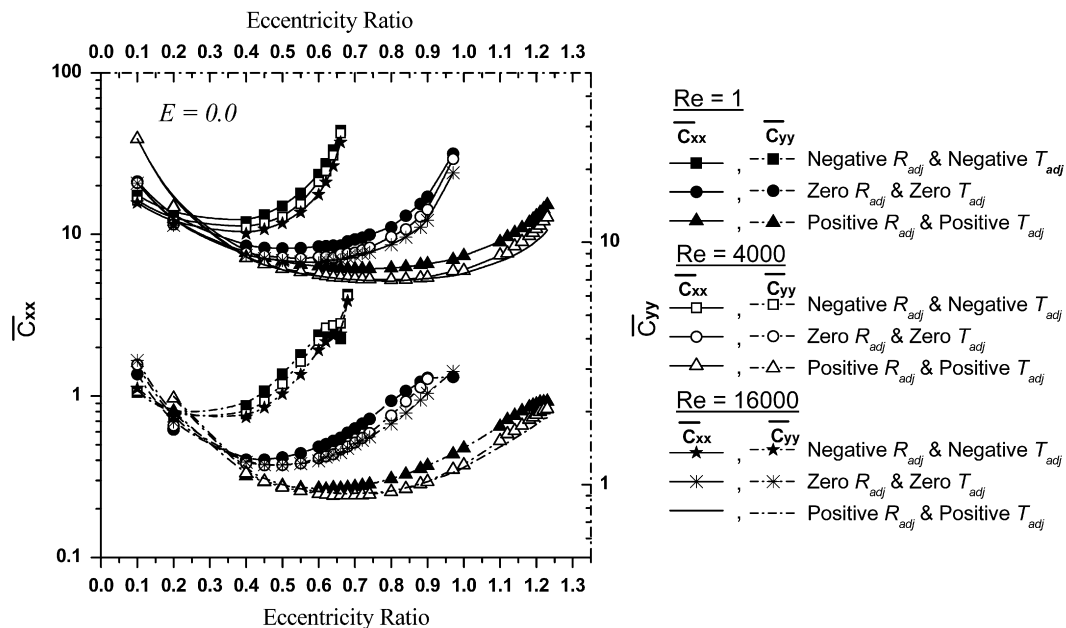 Eccentricity Ratio
0.0 0.1 0.2 0.3 0.4 0.5 0.6 0.7 0.8 0.9 1.0 1.1 1.2 1.3
100
10
1
0.1
E = 0.0
C̅xx
10
1
C̅yy
0.0 0.1 0.2 0.3 0.4 0.5 0.6 0.7 0.8 0.9 1.0 1.1 1.2 1.3
Eccentricity Ratio
Re = 1
C̅xx C̅yy
, Negative Radj & Negative Tadj
, Zero Radj & Zero Tadj
, Positive Radj & Positive Tadj
Re = 4000
C̅xx C̅yy
, Negative Radj & Negative Tadj
, Zero Radj & Zero Tadj
, Positive Radj & Positive Tadj
Re = 16000
C̅xx C̅yy
, Negative Radj & Negative Tadj
, Zero Radj & Zero Tadj
, Positive Radj & Positive Tadj